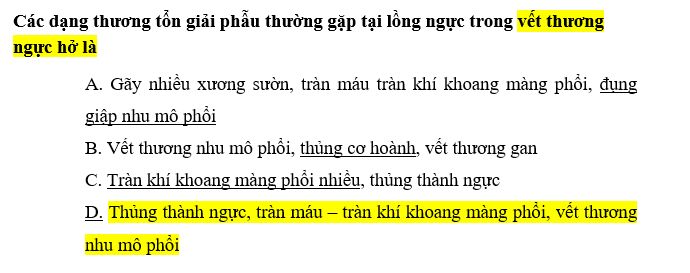 Các dạng thương tổn giải phẫu thường gặp tại lồng ngực trong vết thương
ngực hở là
A. Gãy nhiều xương sườn, tràn máu tràn khí khoang màng phổi, đụng
giập nhu mô phổi
B. Vết thương nhu mô phổi, thủng cơ hoành, vết thương gan
C. Tràn khí khoang màng phổi nhiều, thủng thành ngực
D. Thủng thành ngực, tràn máu – tràn khí khoang màng phổi, vết thương
nhu mô phổi